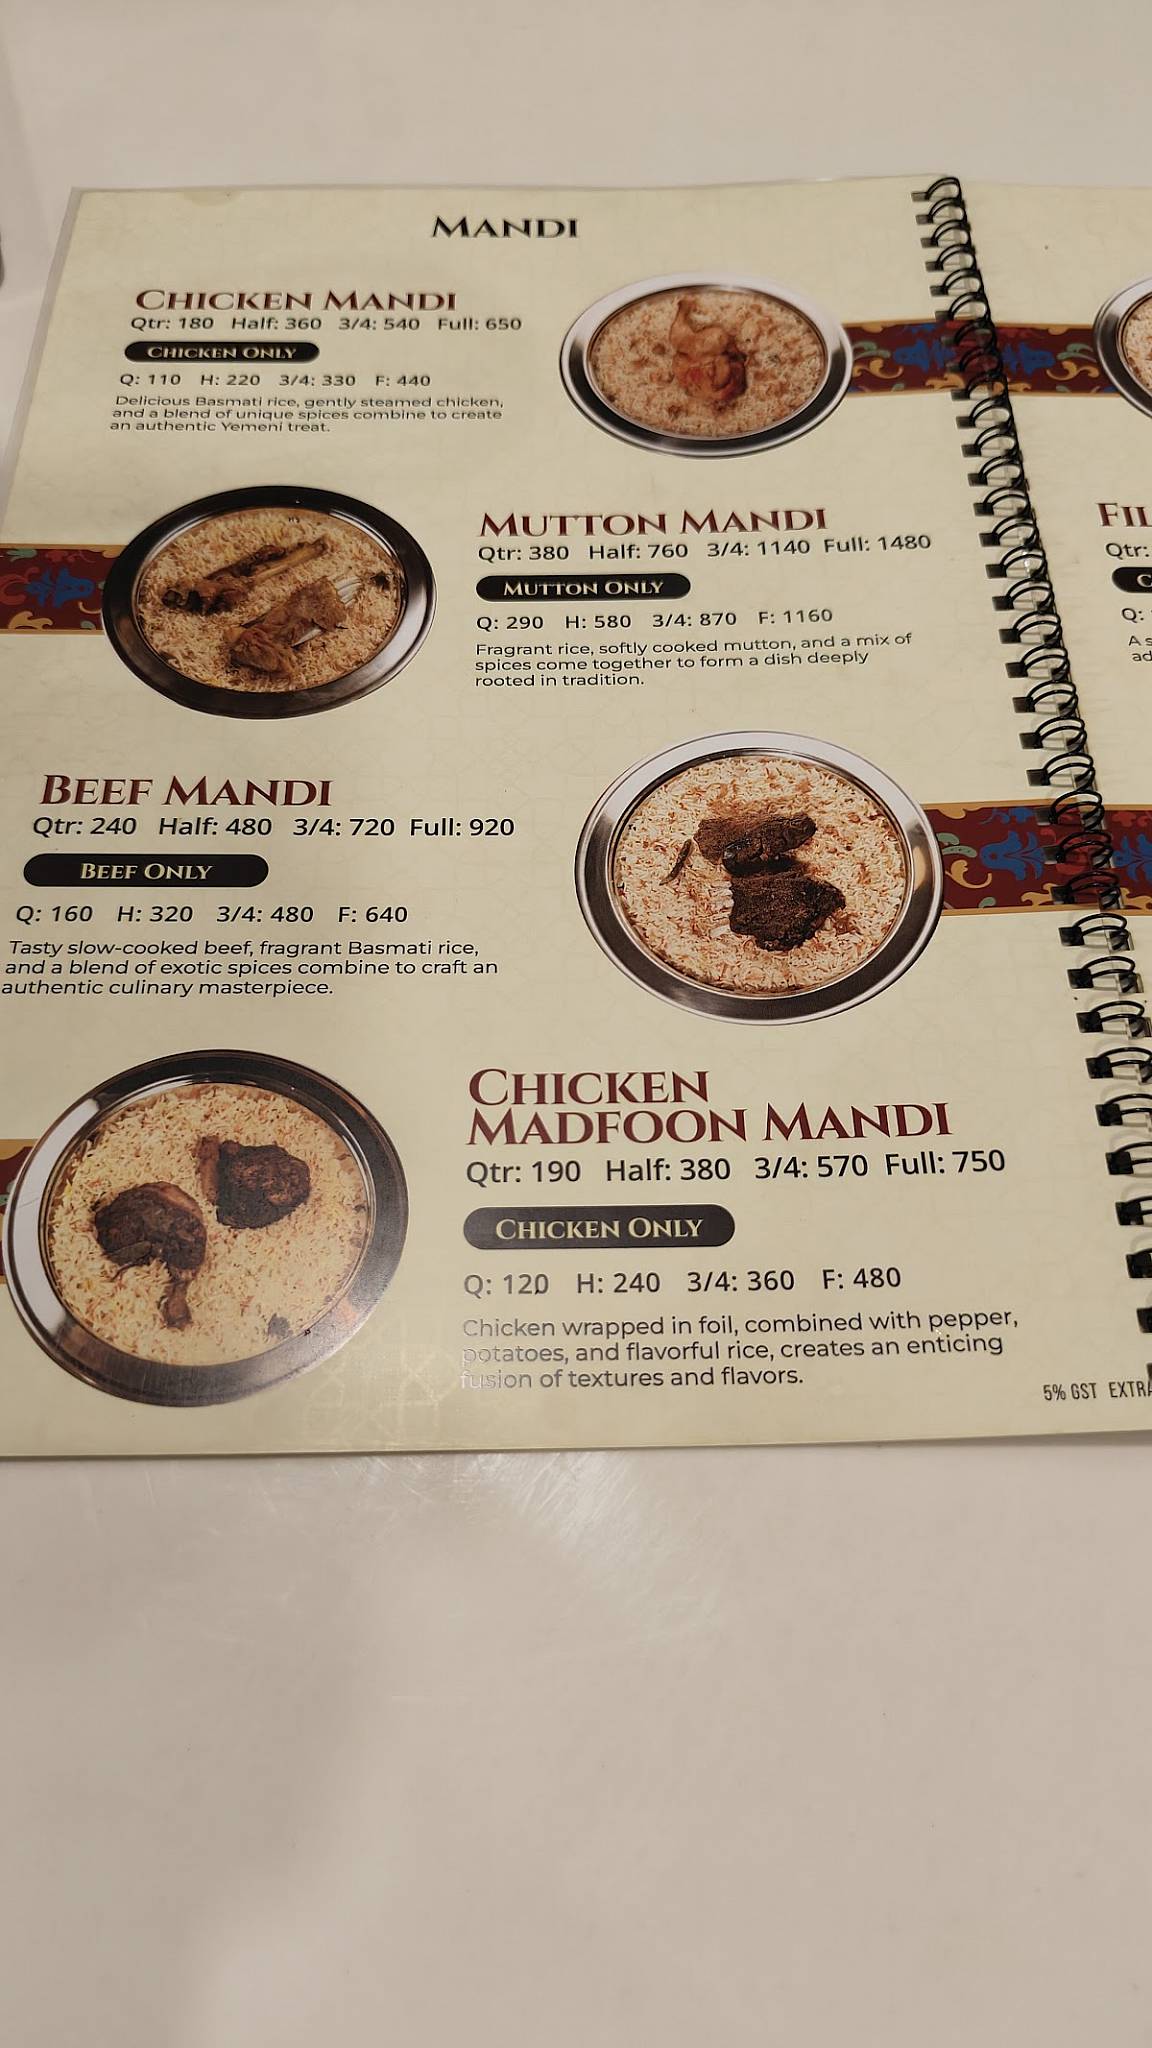 MANDI
CHICKEN MANDI
Qtr: 180 Half: 360 3/4: 540 Full: 650
CHICKEN ONLY
Q: 110 H: 220 3/4: 330 F: 440
Delicious Basmati rice, gently steamed chicken,
and a blend of unique spices combine to create
an authentic Yemeni treat.
MUTTON MANDI
Qtr: 380 Half: 760 3/4: 1140 Full: 1480
MUTTON ONLY
Q: 290 H: 580 3/4: 870 F: 1160
Fragrant rice, softly cooked mutton, and a mix of
spices come together to form a dish deeply
rooted in tradition.
BEEF MANDI
Qtr: 240 Half: 480 3/4: 720 Full: 920
BEEF ONLY
Q: 160 H: 320 3/4: 480 F: 640
Tasty slow-cooked beef, fragrant Basmati rice,
and a blend of exotic spices combine to craft an
authentic culinary masterpiece.
CHICKEN
MADFOON MANDI
Qtr: 190 Half: 380 3/4: 570 Full: 750
CHICKEN ONLY
Q: 120 H: 240 3/4: 360 F: 480
Chicken wrapped in foil, combined with pepper,
potatoes, and flavorful rice, creates an enticing
fusion of textures and flavors.
5% GST EXTRA
FIL
Qtr:
C
Q:
A s
ad